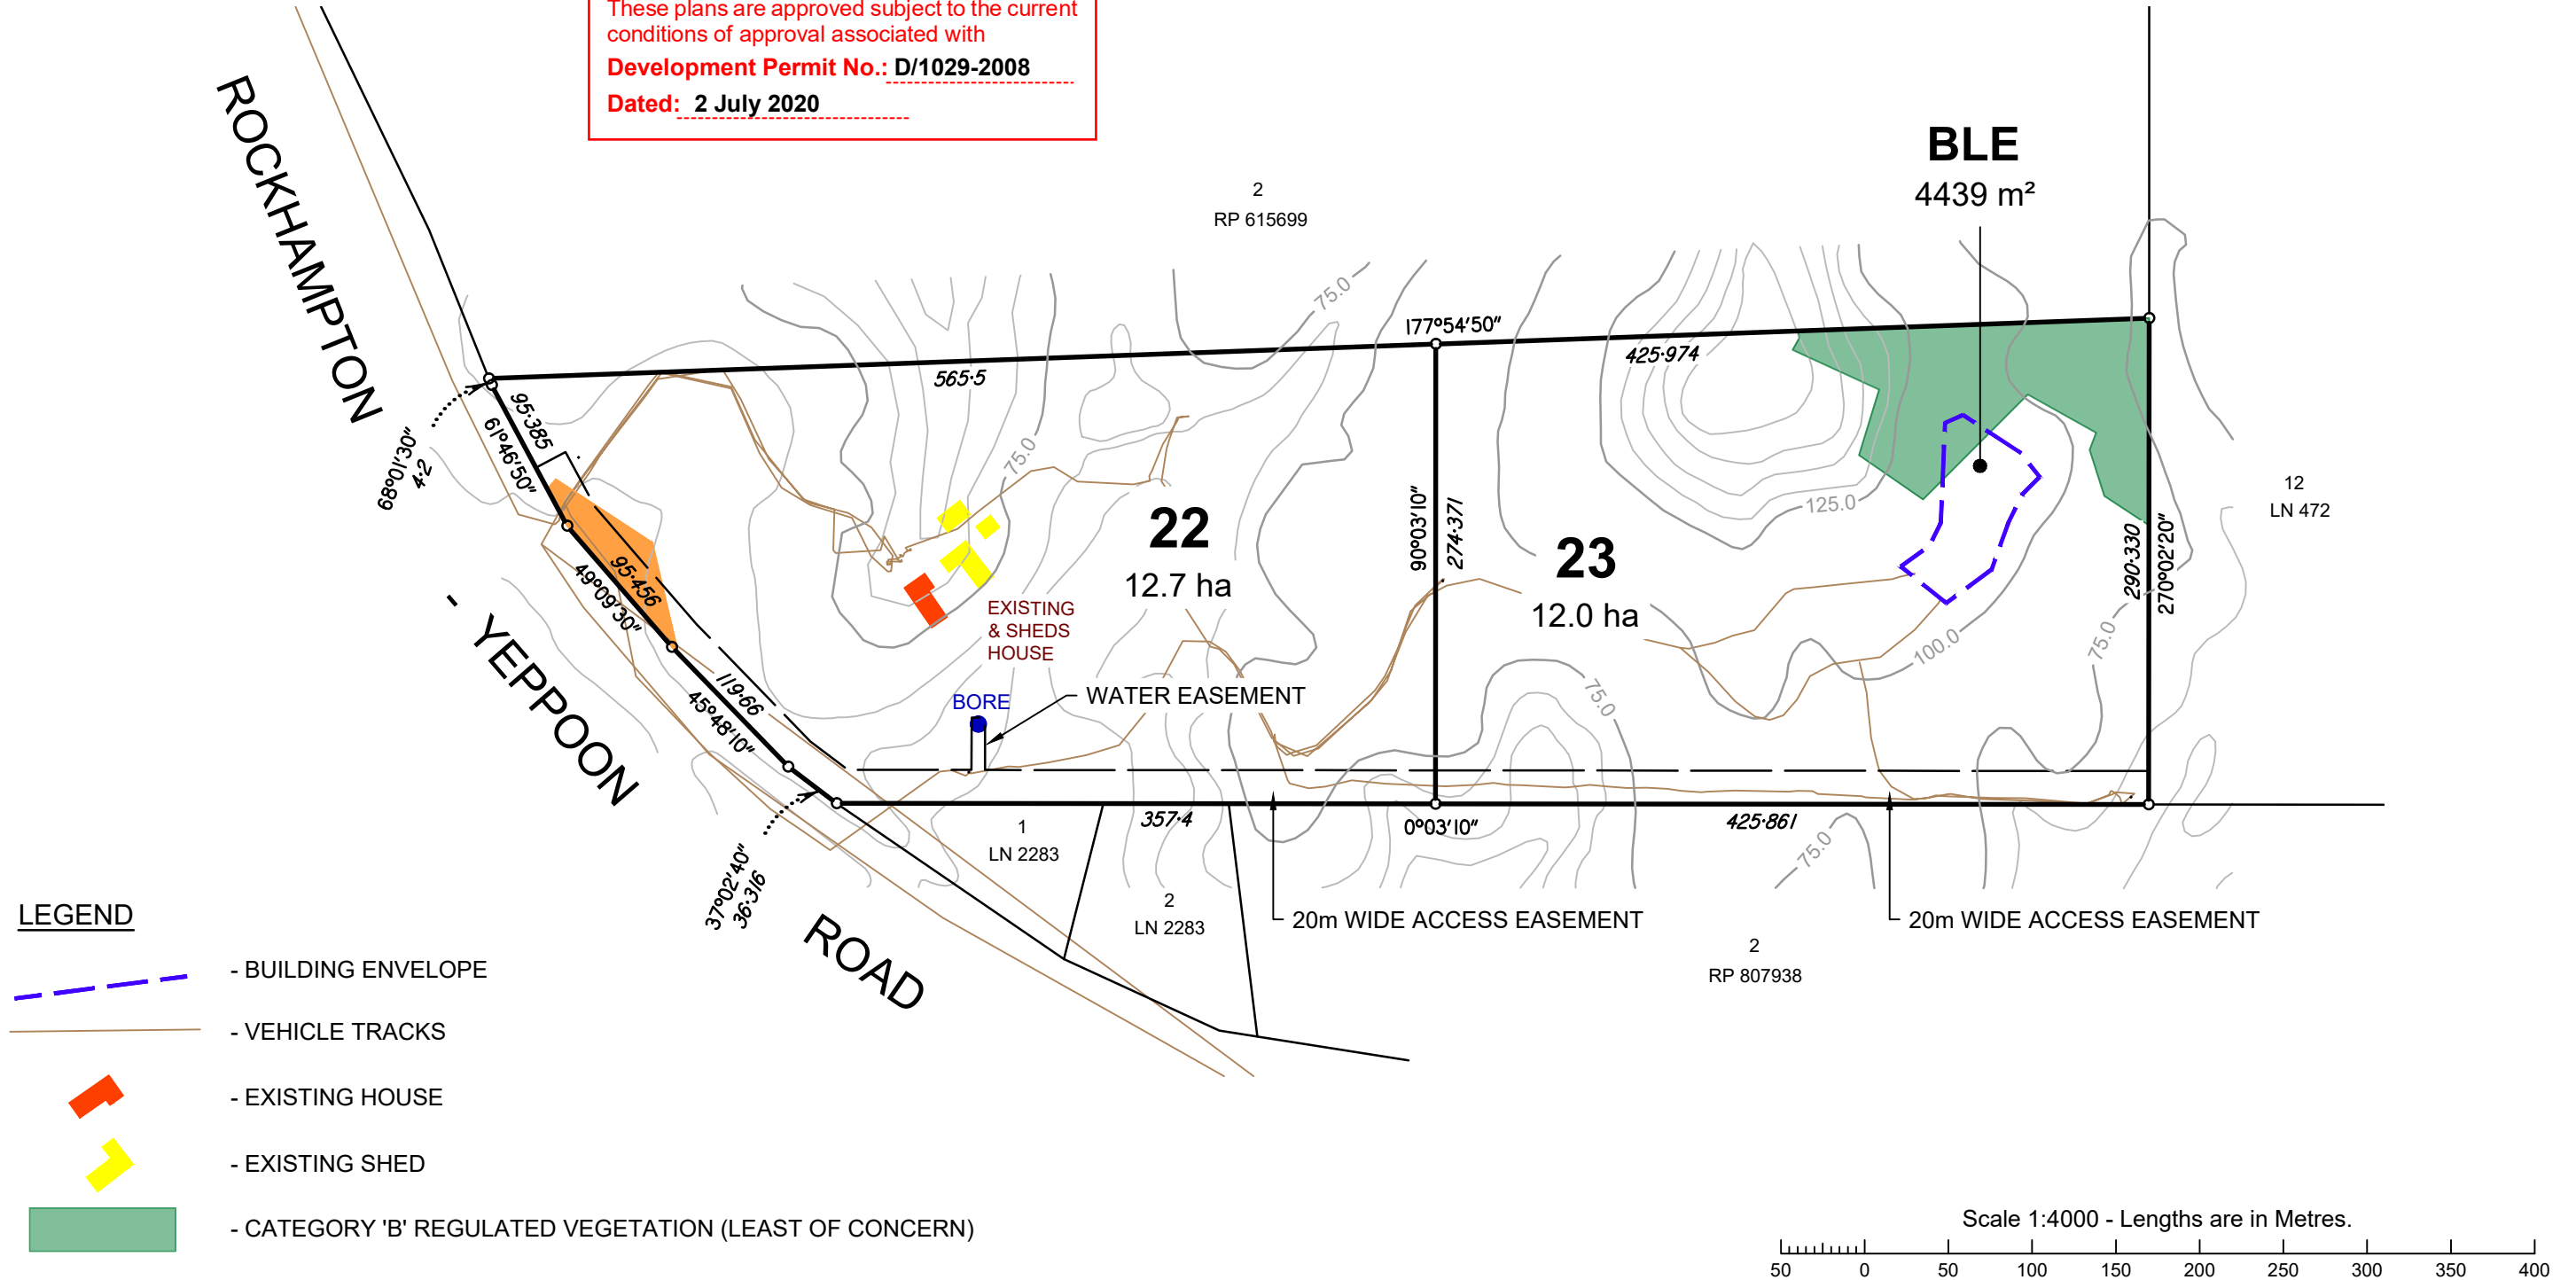 These plans are approved subject to the current
conditions of approval associated with
Development Permit No.: D/1029-2008
Dated: 2 July 2020
ROCKHAMPTON - YEPPOON ROAD
2
RP 615699
BLE
4439 m²
177°54'50"
565·5
425·974
68°01'30"
4·2
95·385
61°46'50"
95·456
49°09'30"
119·66
45°48'10"
37°02'40"
36·316
75.0
75.0
125.0
22
12.7 ha
90°03'10"
274·371
23
12.0 ha
290·330
270°02'20"
12
LN 472
EXISTING
& SHEDS
HOUSE
BORE
WATER EASEMENT
75.0
100.0
75.0
75.0
1
LN 2283
357·4
0°03'10"
425·861
2
LN 2283
20m WIDE ACCESS EASEMENT
20m WIDE ACCESS EASEMENT
2
RP 807938
LEGEND
- BUILDING ENVELOPE
- VEHICLE TRACKS
- EXISTING HOUSE
- EXISTING SHED
- CATEGORY 'B' REGULATED VEGETATION (LEAST OF CONCERN)
Scale 1:4000 - Lengths are in Metres.
50 0 50 100 150 200 250 300 350 400